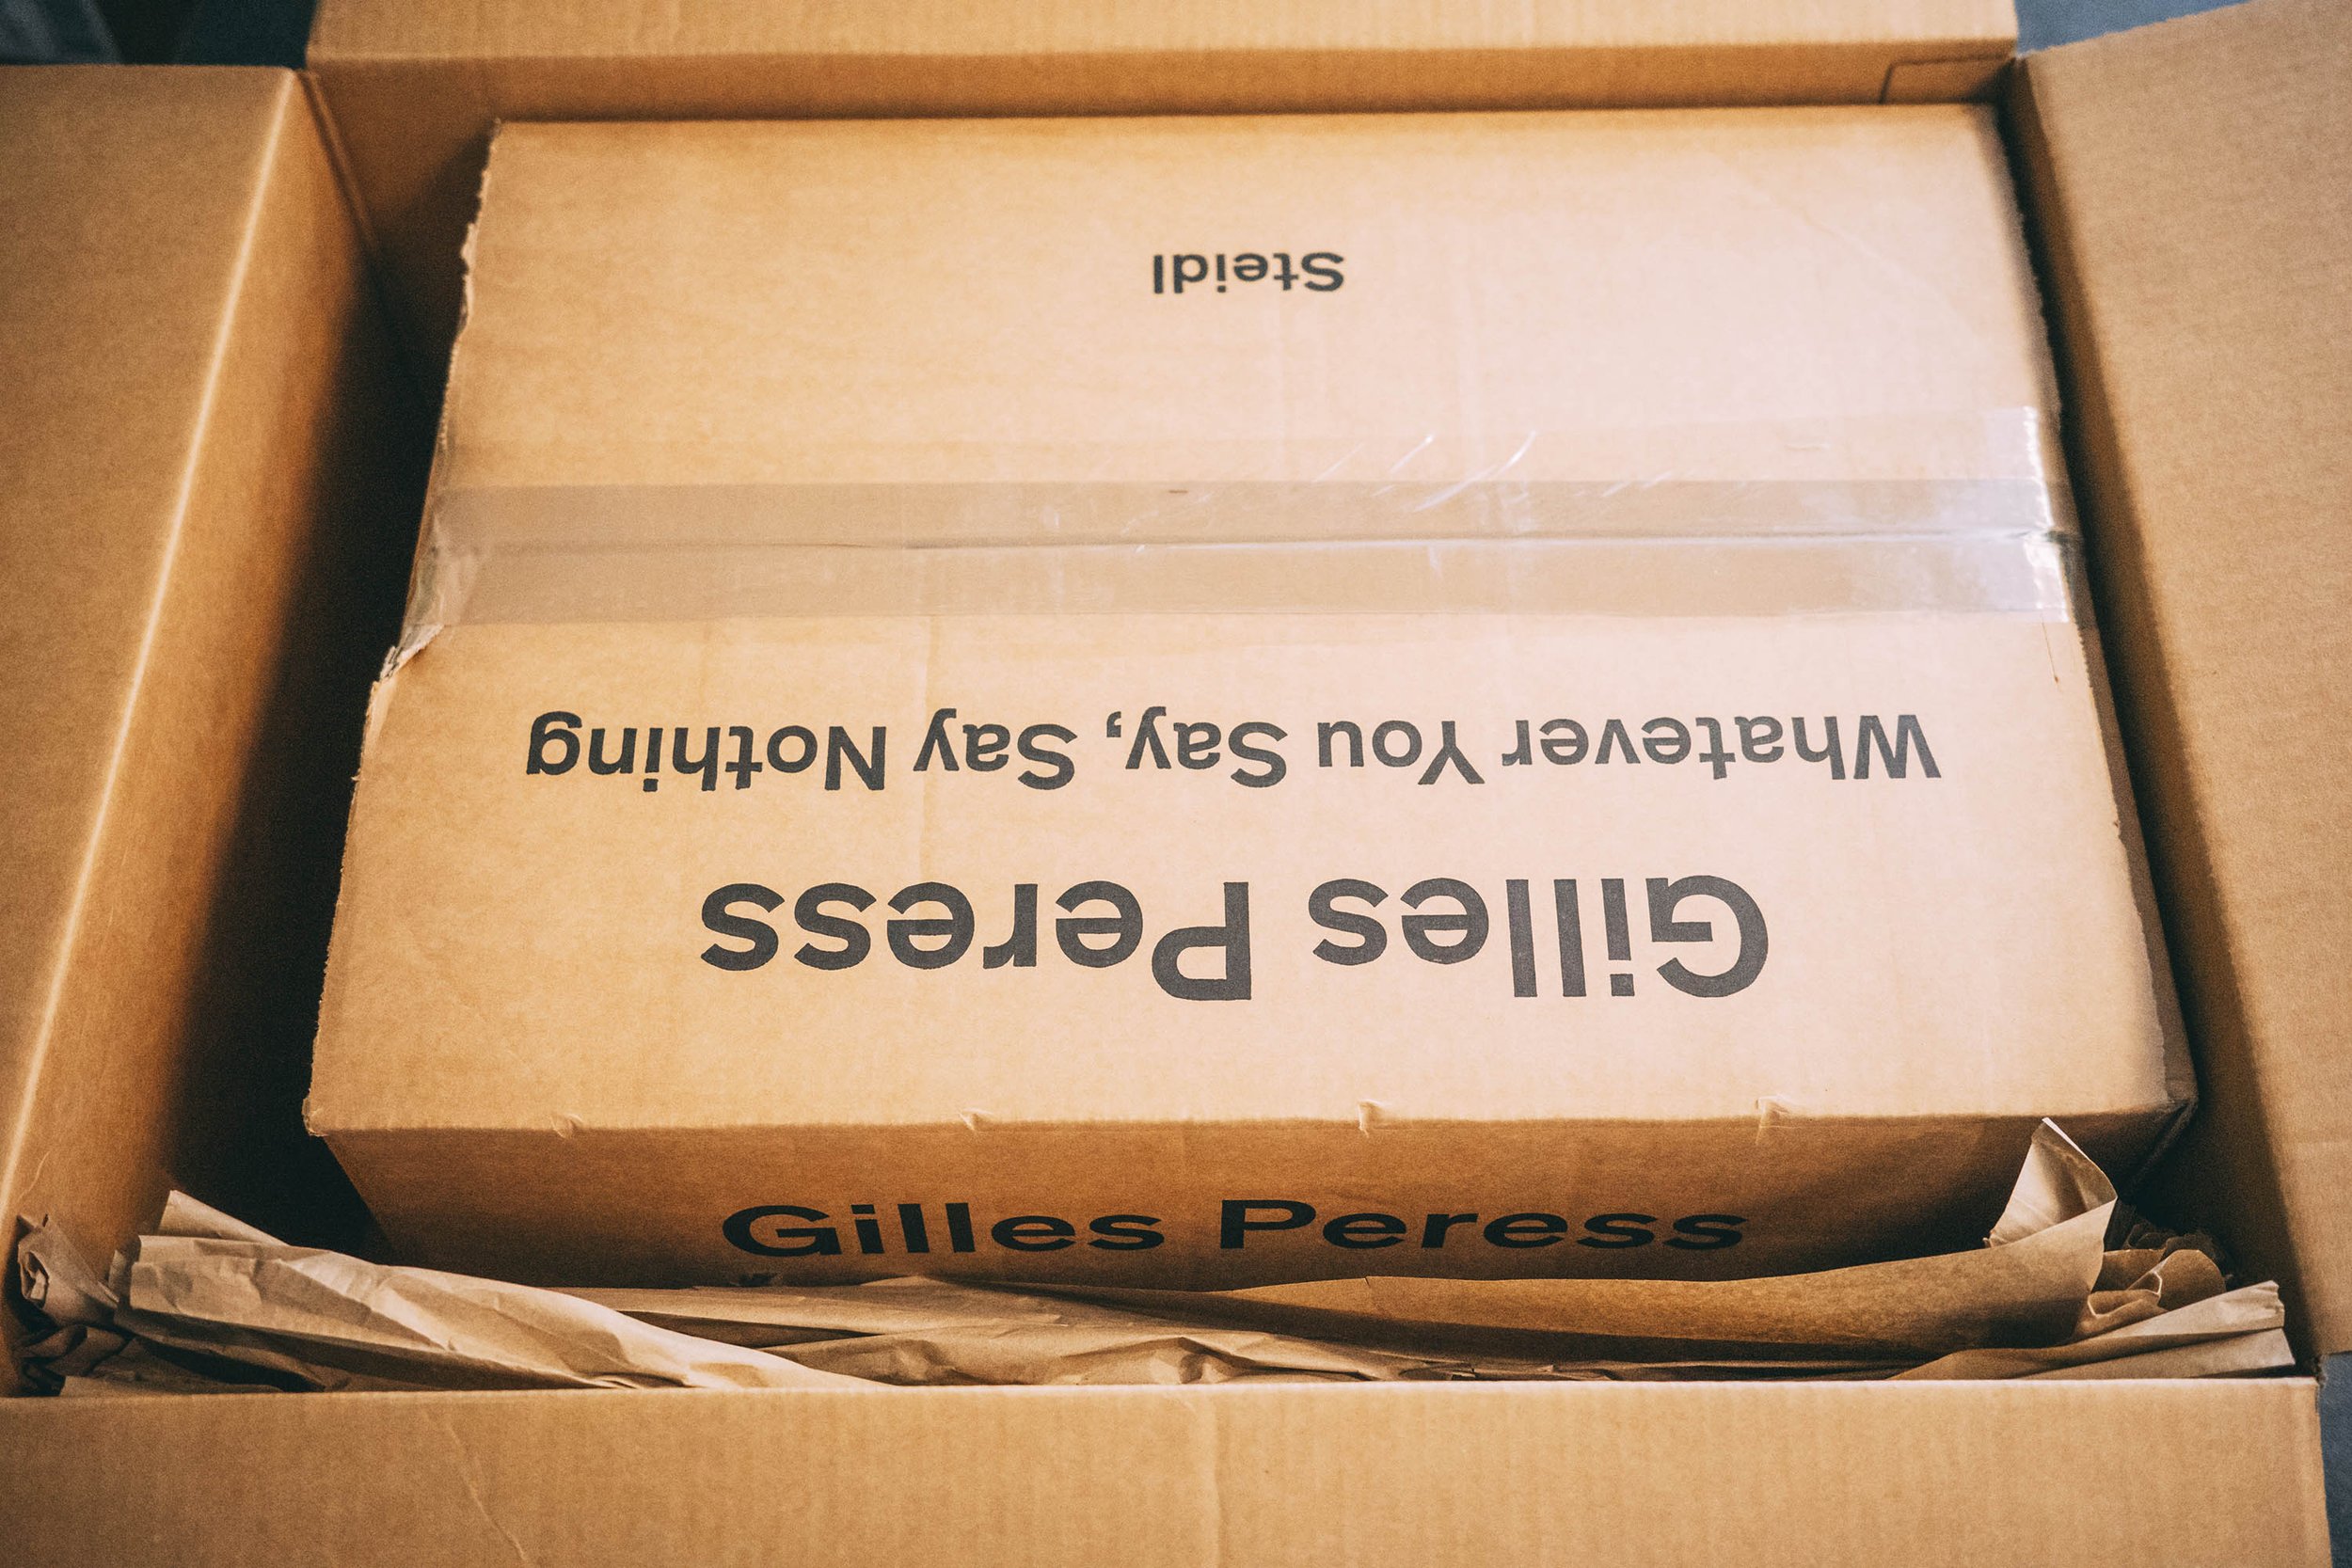 Gilles Peress
Whatever You Say, Say Nothing
Steidl
Gilles Peress